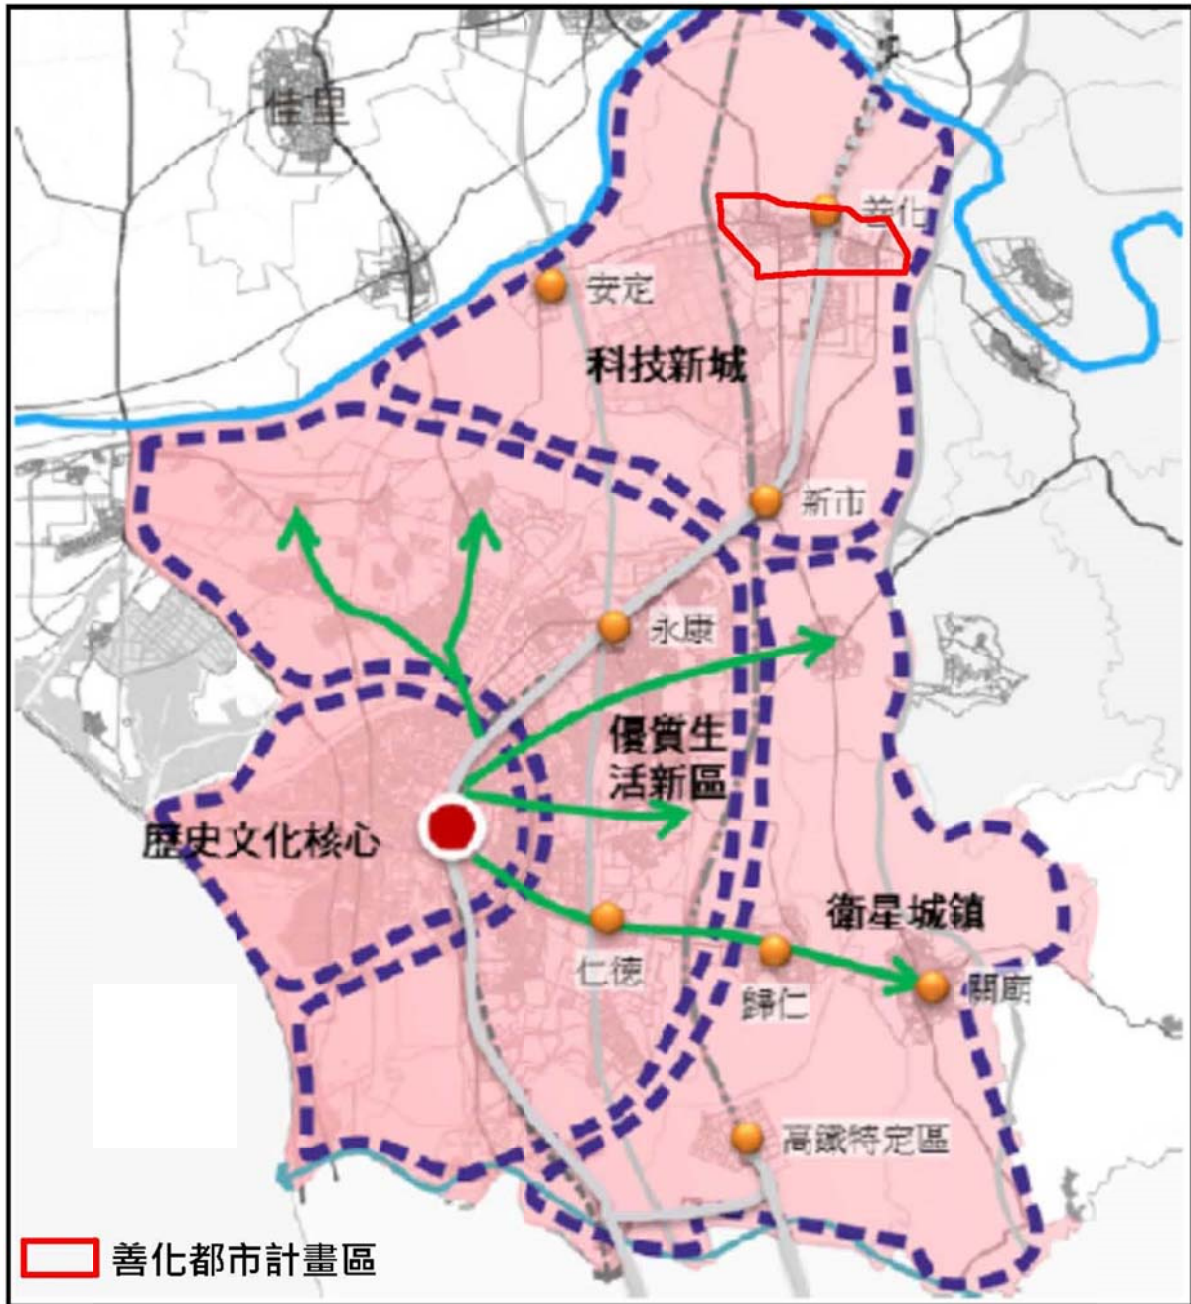 佳里
善化
安定
科技新城
新市
永康
優質生
活新區
歷史文化核心
衛星城鎮
仁德
歸仁
關廟
高鐵特定區
善化都市計畫區